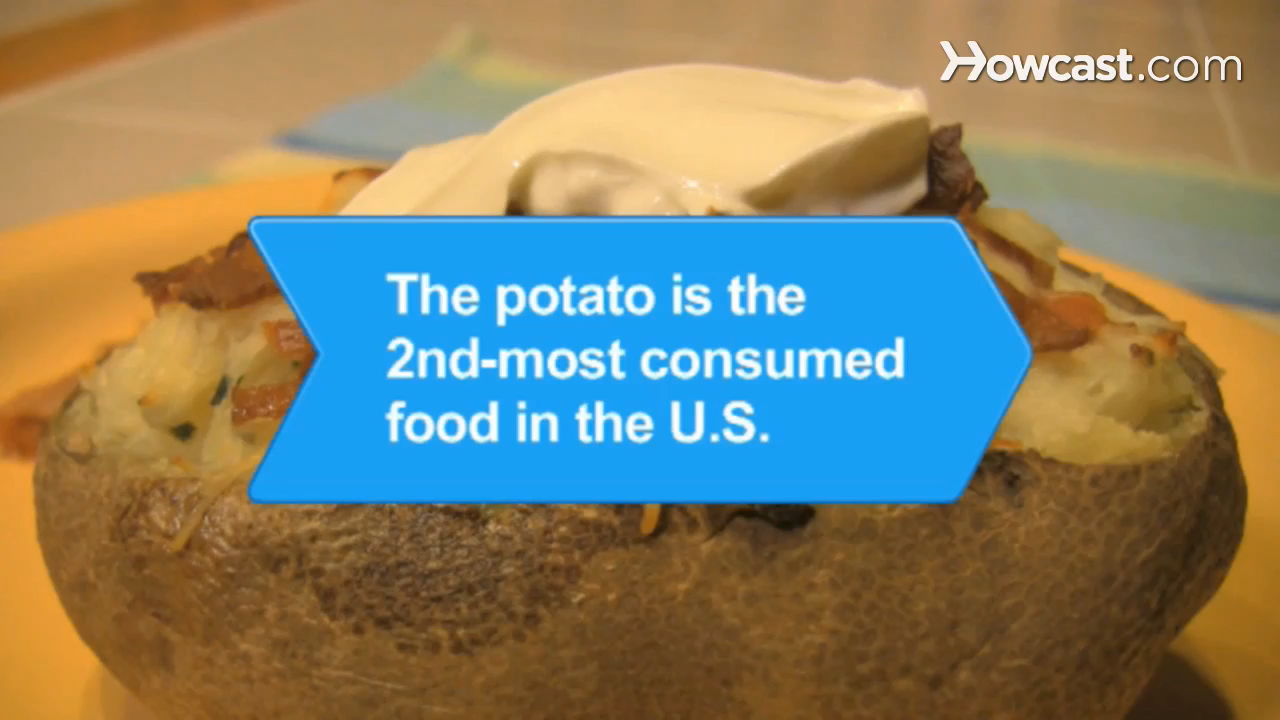 Howcast.com
The potato is the
2nd-most consumed
food in the U.S.